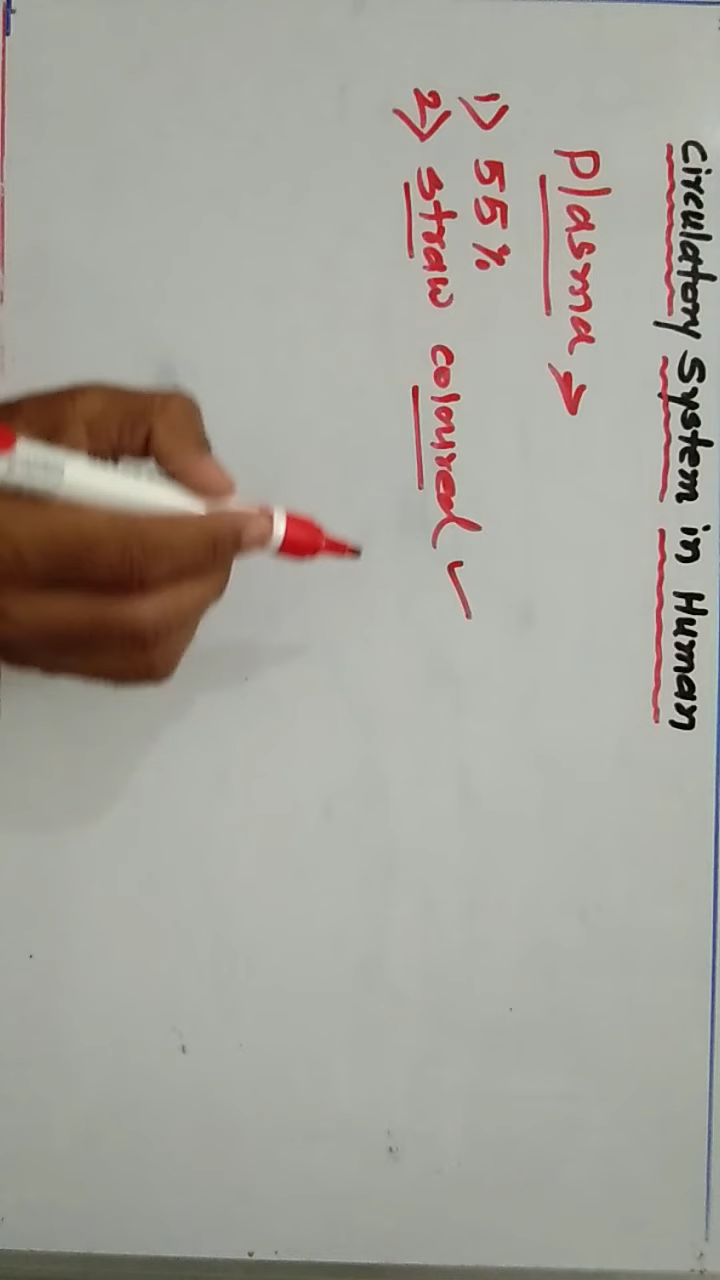 Circulatory System in Human
Plasma →
1) 55%
2) straw coloured ✓